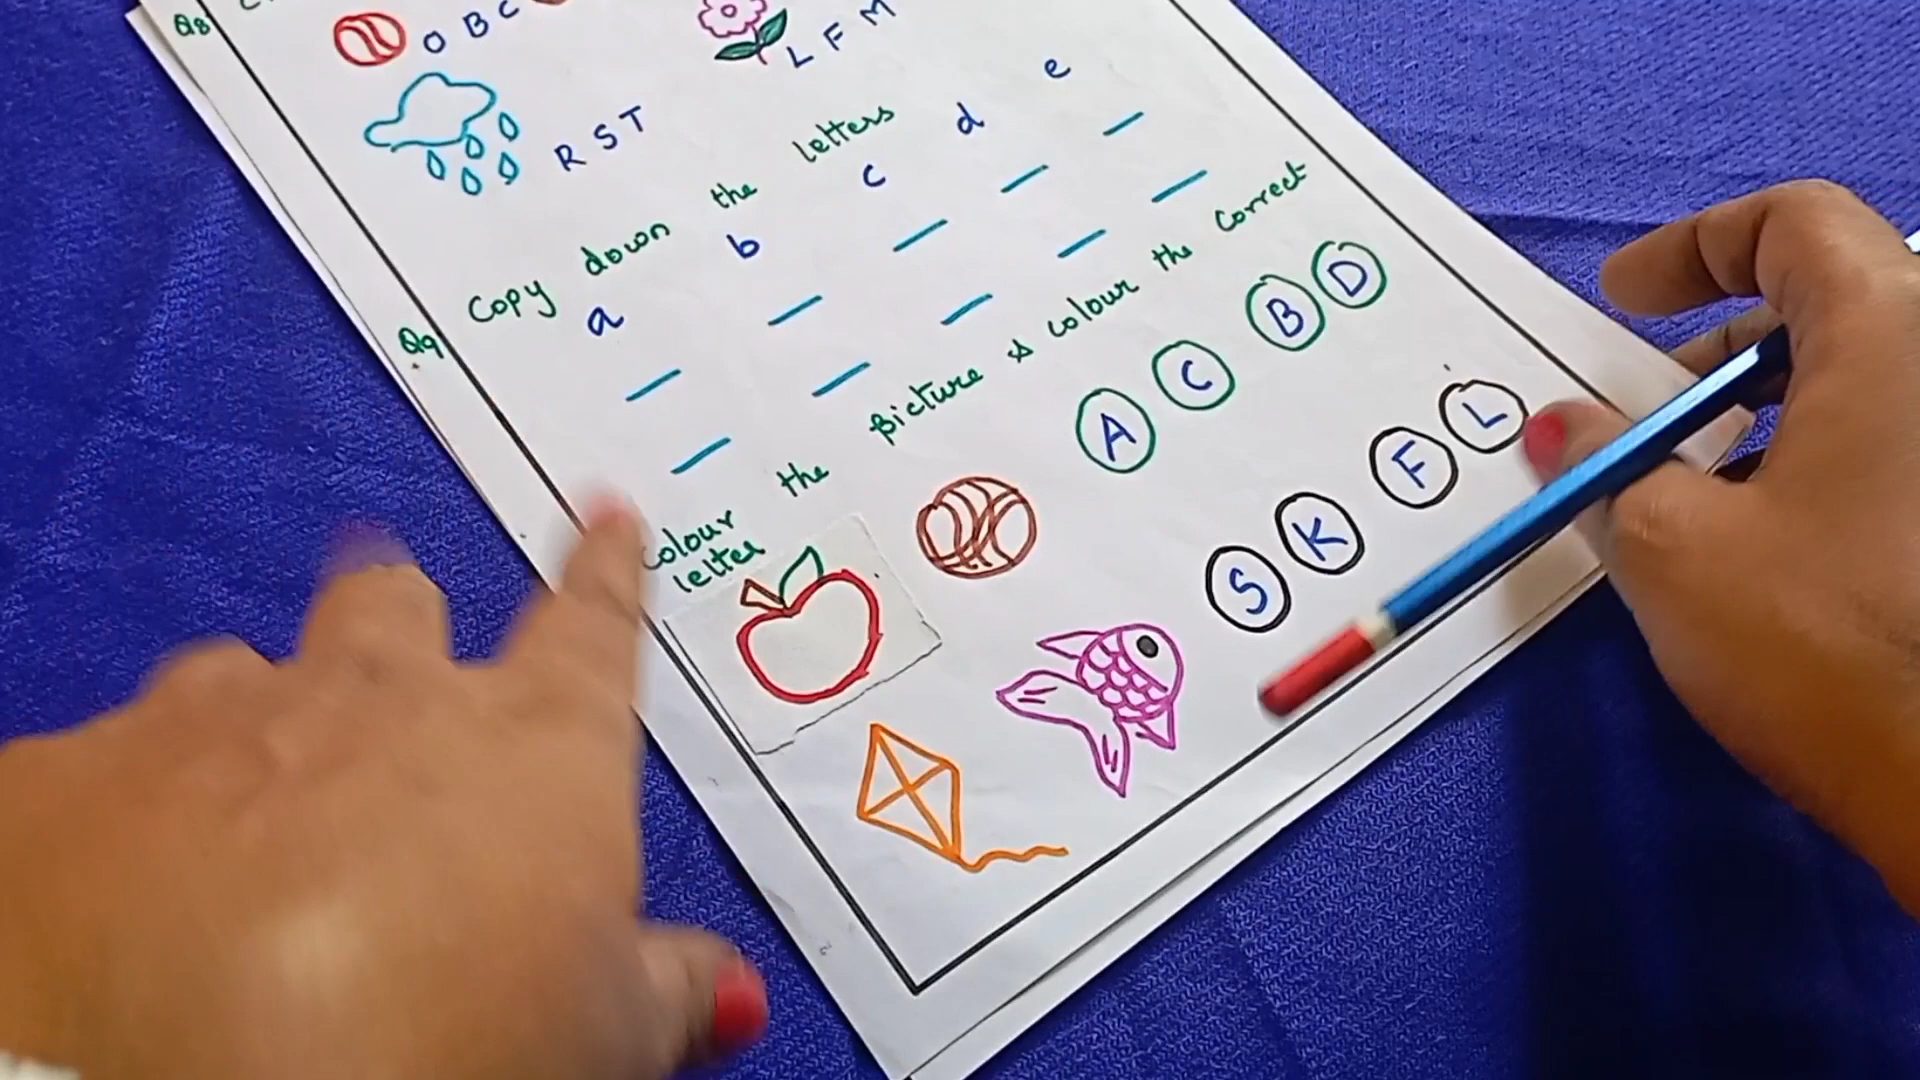 Q8
O B C
L F M
R S T
Copy down the letters
a b c d e
Q9
Colour the picture & colour the correct
letter
A C B D
S K F L